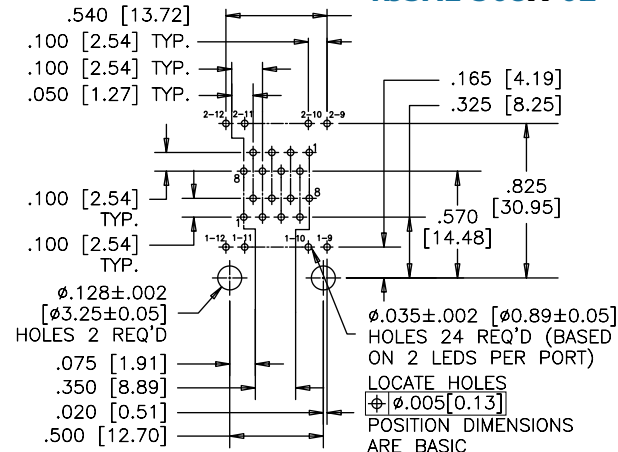 .540 [13.72]
.100 [2.54] TYP.
.100 [2.54] TYP.
.050 [1.27] TYP.
.165 [4.19]
.325 [8.25]
2-12 2-11 2-10 2-9
1
8
.825
[30.95]
8
.570
[14.48]
.100 [2.54]
TYP.
1
.100 [2.54]
TYP.
1-12 1-11 1-10 1-9
ø.128±.002
[ø3.25±0.05]
HOLES 2 REQ'D
ø.035±.002 [ø0.89±0.05]
HOLES 24 REQ'D (BASED
ON 2 LEDS PER PORT)
.075 [1.91]
.350 [8.89]
.020 [0.51]
.500 [12.70]
LOCATE HOLES
⌖ ø.005[0.13]
POSITION DIMENSIONS
ARE BASIC